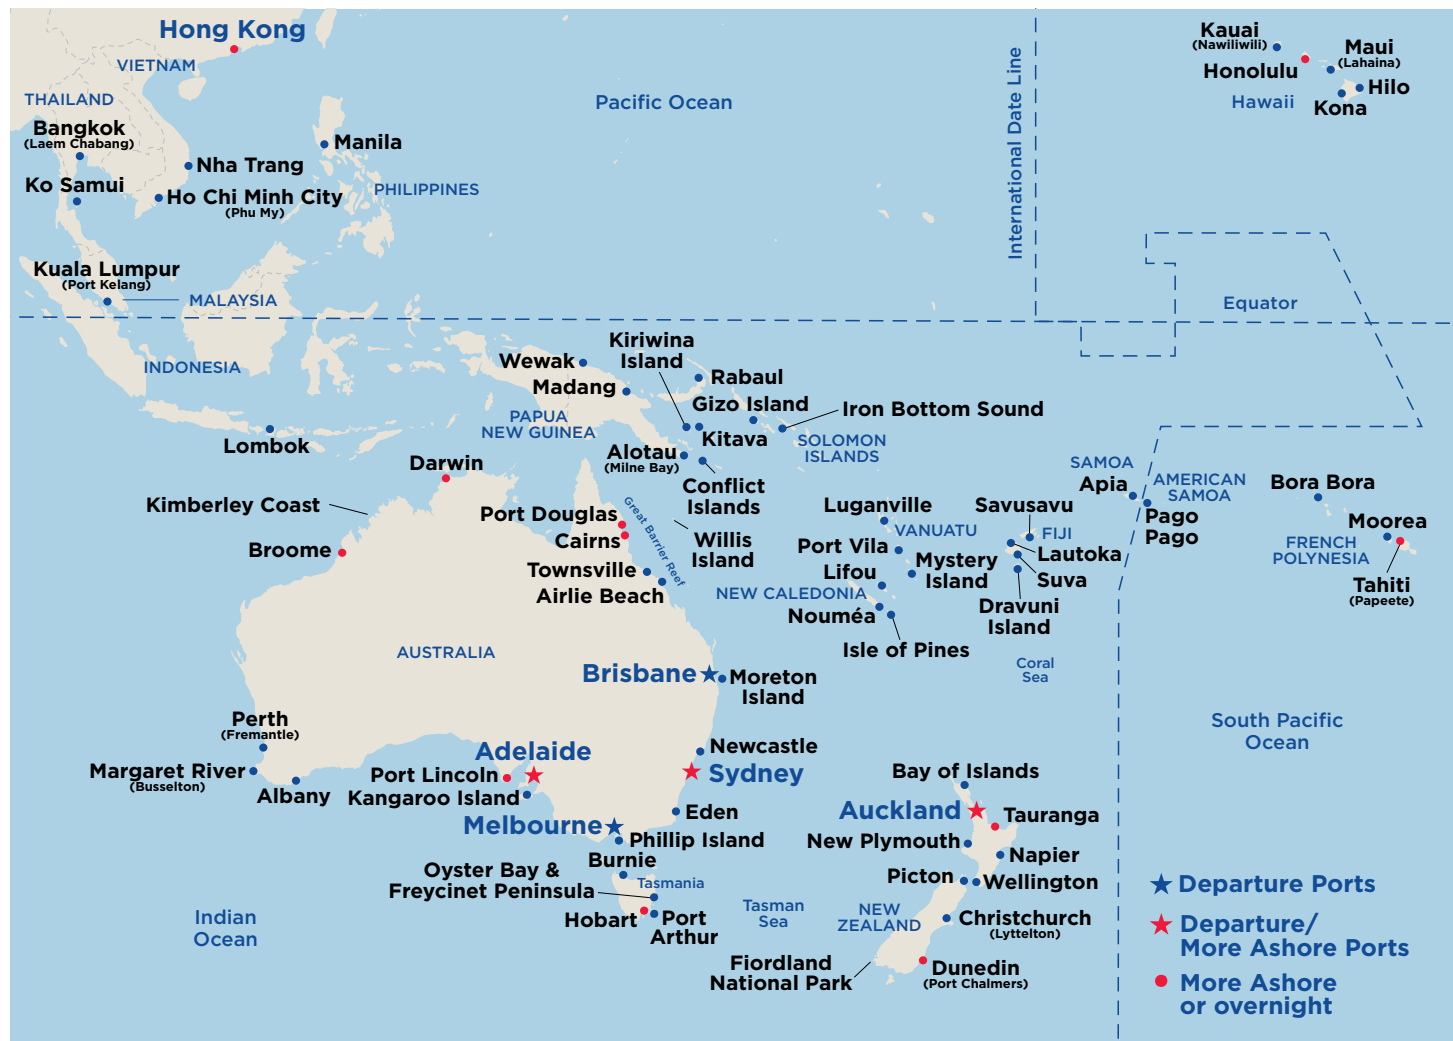 Hong Kong
VIETNAM
THAILAND
Bangkok
(Laem Chabang)
Ko Samui
Nha Trang
Ho Chi Minh City
(Phu My)
Manila
PHILIPPINES
Pacific Ocean
International Date Line
Kauai
(Nawiliwili)
Honolulu
Maui
(Lahaina)
Hilo
Kona
Hawaii
Kuala Lumpur
(Port Kelang)
MALAYSIA
INDONESIA
Equator
Lombok
Wewak
Madang
Kiriwina
Island
Rabaul
Gizo Island
Iron Bottom Sound
PAPUA
NEW GUINEA
Kitava
SOLOMON
ISLANDS
Alotau
(Milne Bay)
Conflict
Islands
Darwin
Kimberley Coast
Broome
Port Douglas
Cairns
Great Barrier Reef
Willis
Island
Townsville
Airlie Beach
Luganville
VANUATU
Port Vila
Lifou
Mystery
Island
NEW CALEDONIA
Nouméa
Isle of Pines
Savusavu
FIJI
Lautoka
Suva
Dravuni
Island
SAMOA
Apia
AMERICAN
SAMOA
Pago
Pago
Bora Bora
Moorea
FRENCH
POLYNESIA
Tahiti
(Papeete)
AUSTRALIA
Coral
Sea
Brisbane
Moreton
Island
South Pacific
Ocean
Perth
(Fremantle)
Margaret River
(Busselton)
Albany
Adelaide
Port Lincoln
Kangaroo Island
Newcastle
Sydney
Eden
Melbourne
Phillip Island
Burnie
Oyster Bay &
Freycinet Peninsula
Tasmania
Hobart
Port
Arthur
Indian
Ocean
Tasman
Sea
Bay of Islands
Auckland
Tauranga
New Plymouth
Napier
Picton
Wellington
NEW
ZEALAND
Christchurch
(Lyttelton)
Fiordland
National Park
Dunedin
(Port Chalmers)
Departure Ports
Departure/
More Ashore Ports
More Ashore
or overnight